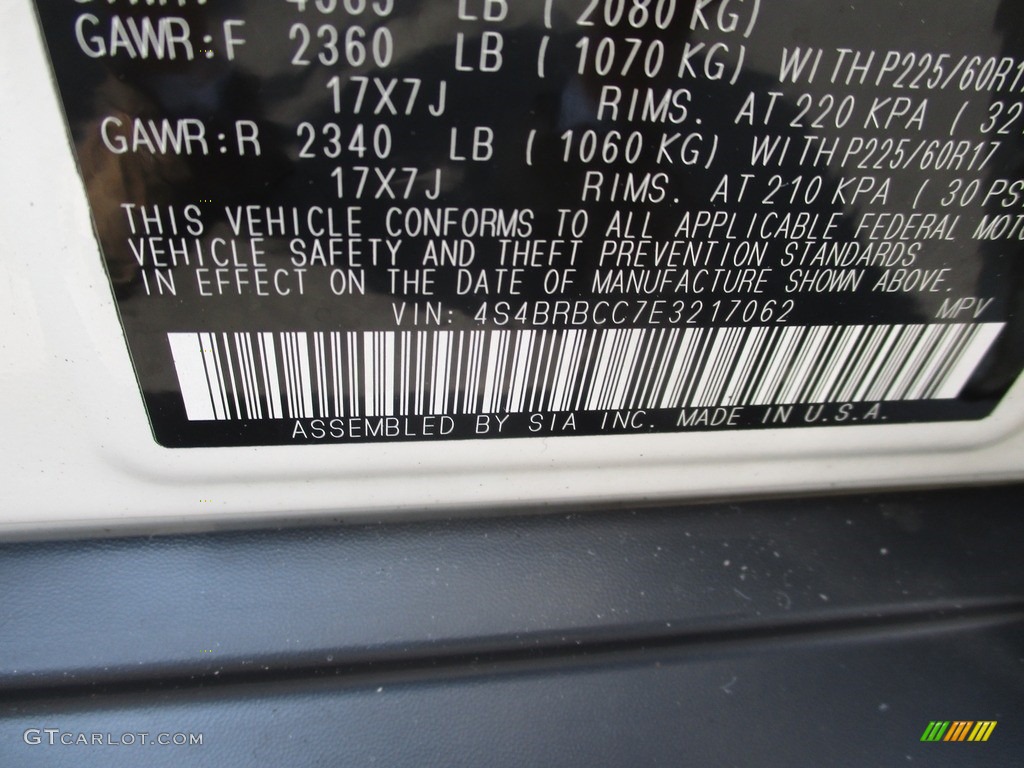 LB ( 2080 KG)
GAWR:F 2360 LB ( 1070 KG) WITH P225/60R1
17X7J RIMS. AT 220 KPA ( 32
GAWR:R 2340 LB ( 1060 KG) WITH P225/60R17
17X7J RIMS. AT 210 KPA ( 30 PS
THIS VEHICLE CONFORMS TO ALL APPLICABLE FEDERAL MOTO
VEHICLE SAFETY AND THEFT PREVENTION STANDARDS
IN EFFECT ON THE DATE OF MANUFACTURE SHOWN ABOVE.
VIN: 4S4BRBCC7E3217062 MPV
ASSEMBLED BY SIA INC. MADE IN U.S.A.
GTCARLOT.COM